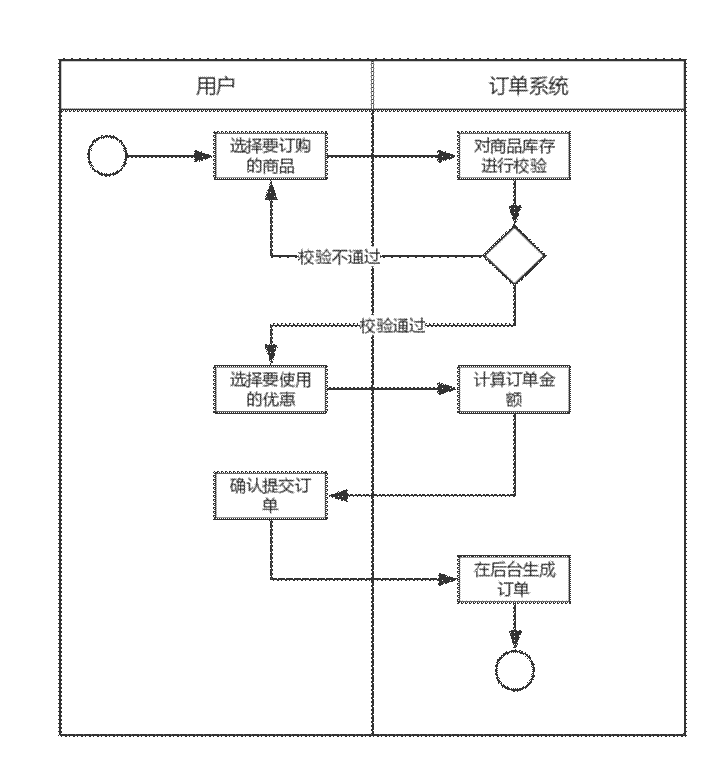 用户
订单系统
选择要订购
的商品
对商品库存
进行校验
校验不通过
校验通过
选择要使用
的优惠
计算订单金
额
确认提交订
单
在后台生成
订单